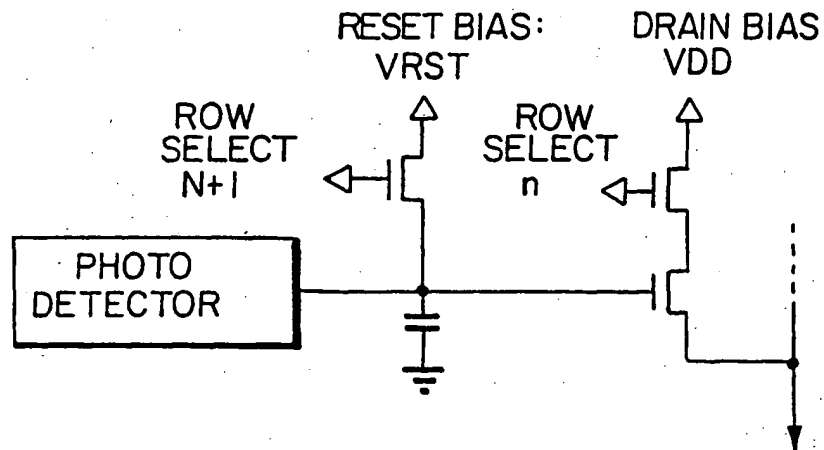 RESET BIAS:
VRST
DRAIN BIAS
VDD
ROW
SELECT
N+1
ROW
SELECT
n
PHOTO
DETECTOR